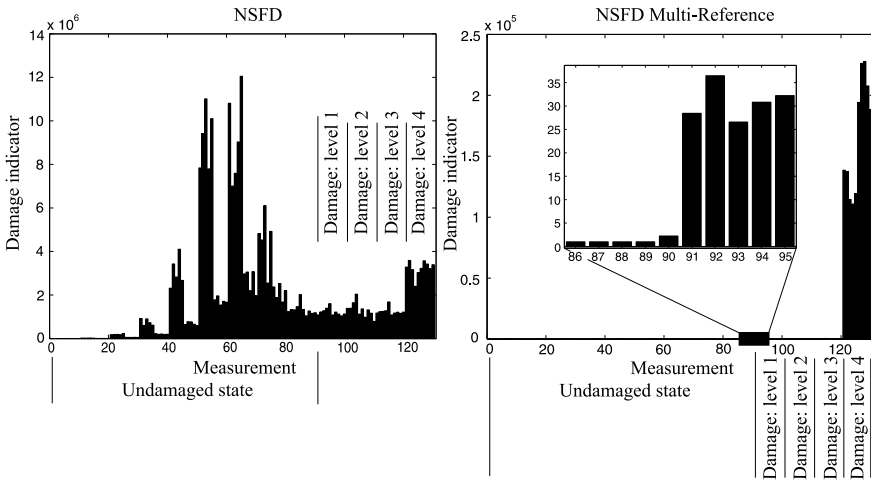 NSFD
x 10^6
14
12
10
8
6
4
2
0
Damage indicator
Damage: level 1
Damage: level 2
Damage: level 3
Damage: level 4
0 20 40 60 80 100 120
Measurement
Undamaged state
NSFD Multi-Reference
x 10^5
2.5
2
1.5
1
0.5
0
Damage indicator
35
30
25
20
15
10
5
0
86 87 88 89 90 91 92 93 94 95
0 20 40 60 80 100 120
Measurement
Undamaged state
Damage: level 1
Damage: level 2
Damage: level 3
Damage: level 4